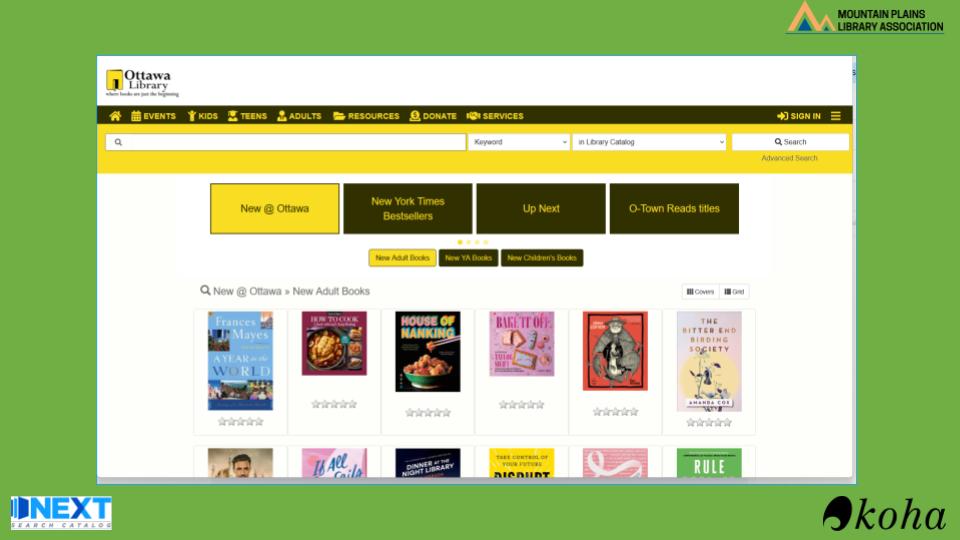 MOUNTAIN PLAINS
LIBRARY ASSOCIATION
Ottawa
Library
where books are just the beginning
EVENTS KIDS TEENS ADULTS RESOURCES DONATE SERVICES SIGN IN
Keyword in Library Catalog Search
Advanced Search
New @ Ottawa
New York Times
Bestsellers
Up Next
O-Town Reads titles
New Adult Books New YA Books New Children's Books
New @ Ottawa » New Adult Books
Covers Grid
Frances
Mayes
A YEAR in the
WORLD
HOW TO COOK
HOUSE OF
NANKING
BAKE IT OFF
THE
BITTER END
BIRDING
SOCIETY
AMANDA COX
If All
DINNER AT THE
NIGHT LIBRARY
TAKE CONTROL OF
YOUR FUTURE
DISRUPT
RULE
NEXT
SEARCH CATALOG
koha